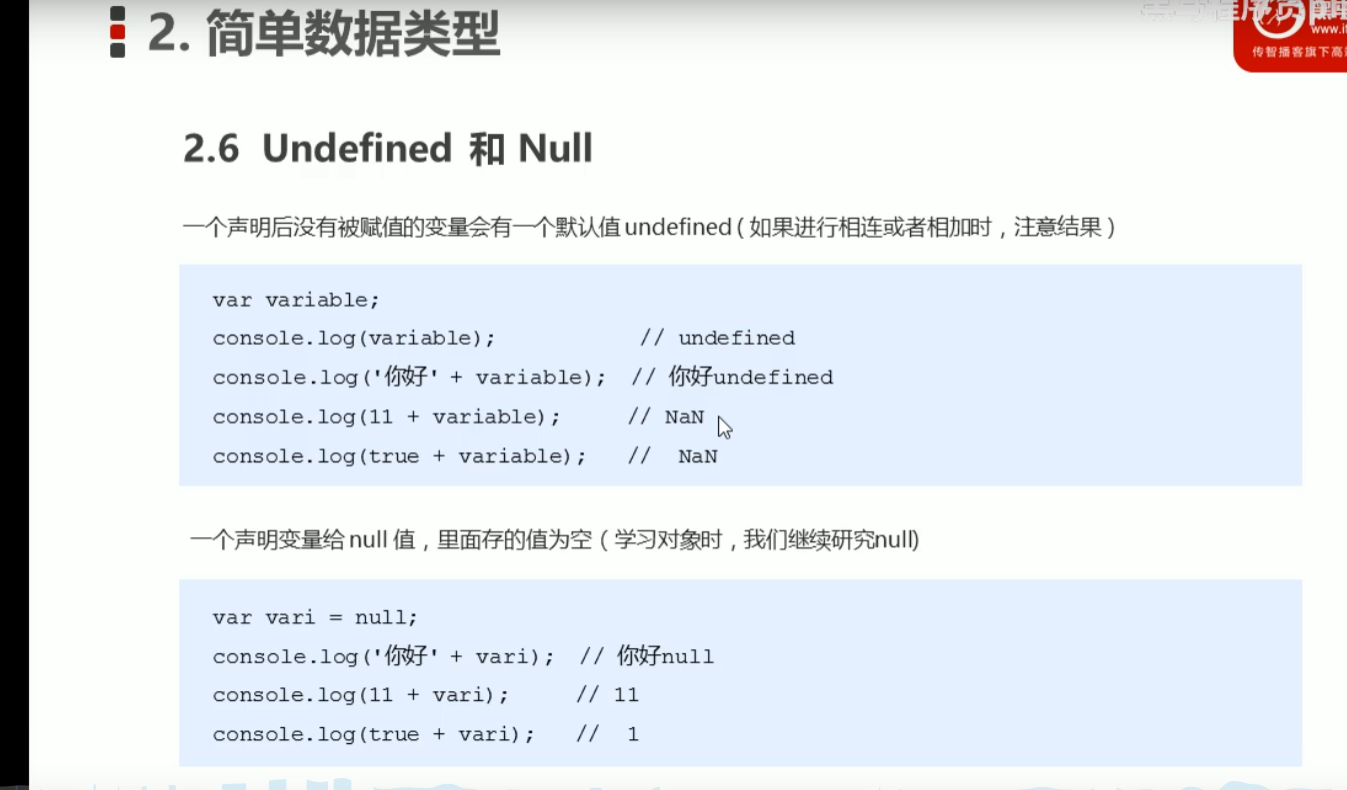 2. 简单数据类型
www.it
传智播客旗下高
2.6 Undefined 和 Null
一个声明后没有被赋值的变量会有一个默认值 undefined ( 如果进行相连或者相加时，注意结果 )
var variable;
console.log(variable); // undefined
console.log('你好' + variable); // 你好undefined
console.log(11 + variable); // NaN
console.log(true + variable); // NaN
一个声明变量给 null 值，里面存的值为空 ( 学习对象时，我们继续研究null)
var vari = null;
console.log('你好' + vari); // 你好null
console.log(11 + vari); // 11
console.log(true + vari); // 1